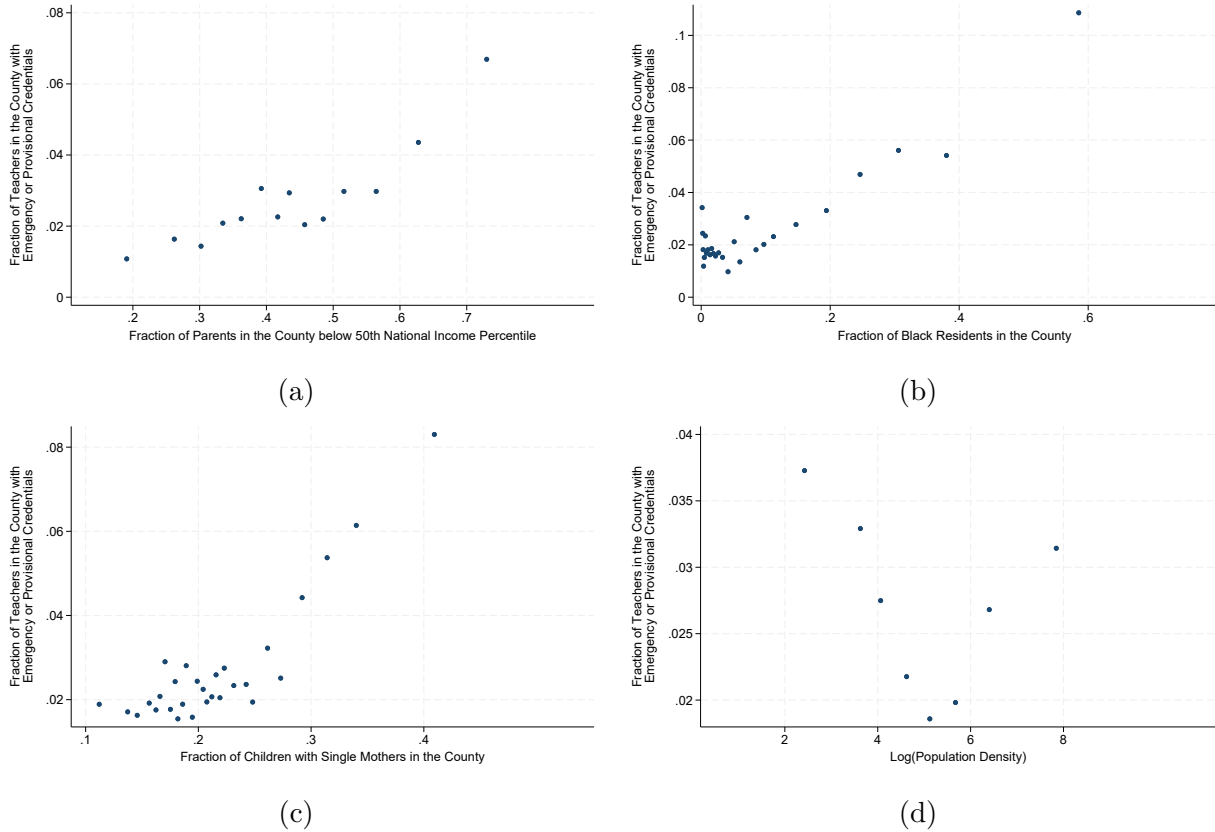 Fraction of Teachers in the County with
Emergency or Provisional Credentials
.08
.06
.04
.02
0
.2
.3
.4
.5
.6
.7
Fraction of Parents in the County below 50th National Income Percentile
(a)
Fraction of Teachers in the County with
Emergency or Provisional Credentials
.1
.08
.06
.04
.02
0
0
.2
.4
.6
Fraction of Black Residents in the County
(b)
Fraction of Teachers in the County with
Emergency or Provisional Credentials
.08
.06
.04
.02
.1
.2
.3
.4
Fraction of Children with Single Mothers in the County
(c)
Fraction of Teachers in the County with
Emergency or Provisional Credentials
.04
.035
.03
.025
.02
2
4
6
8
Log(Population Density)
(d)